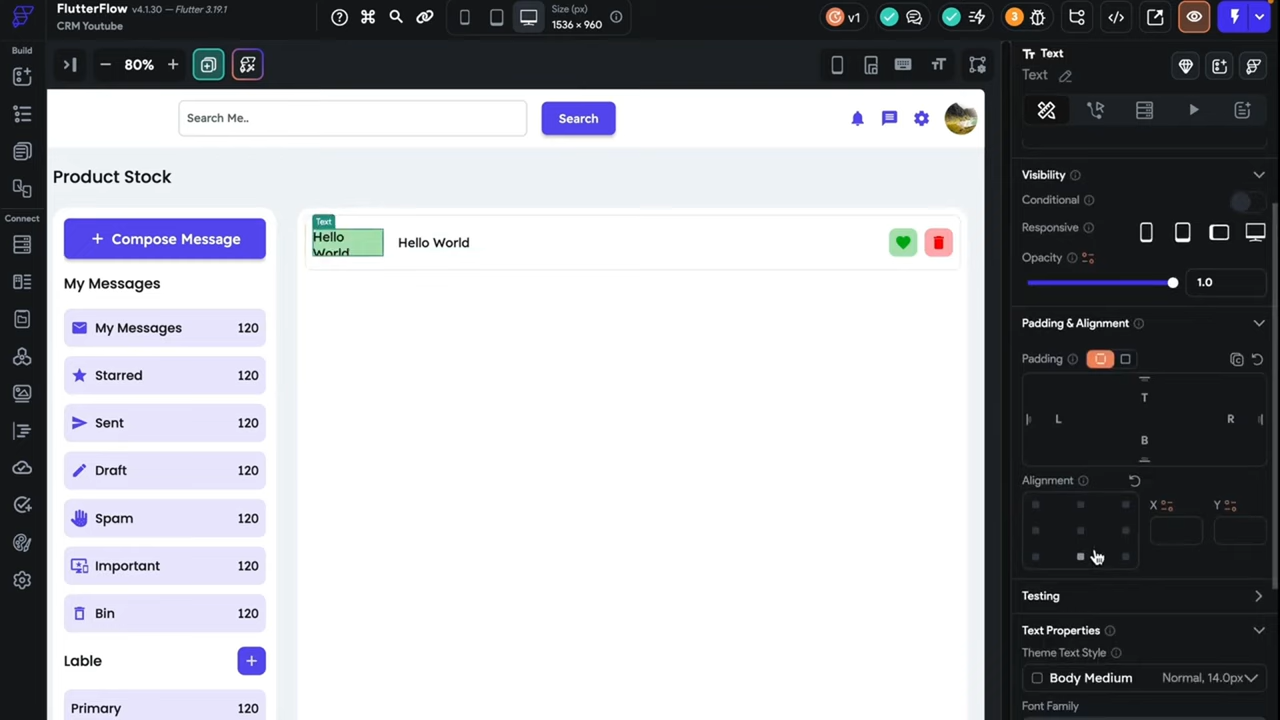 FlutterFlow v4.1.30 - Flutter 3.19.1
CRM Youtube
Size (px)
1536 × 960
v1
3
Build
80%
Connect
Search Me..
Search
Product Stock
Compose Message
My Messages
My Messages 120
Starred 120
Sent 120
Draft 120
Spam 120
Important 120
Bin 120
Lable
Primary 120
Text
Hello
World
Hello World
Tт Text
Text
Visibility
Conditional
Responsive
Opacity
1.0
Padding & Alignment
Padding
T
L
R
B
Alignment
X
Y
Testing
Text Properties
Theme Text Style
Body Medium Normal, 14.0px
Font Family